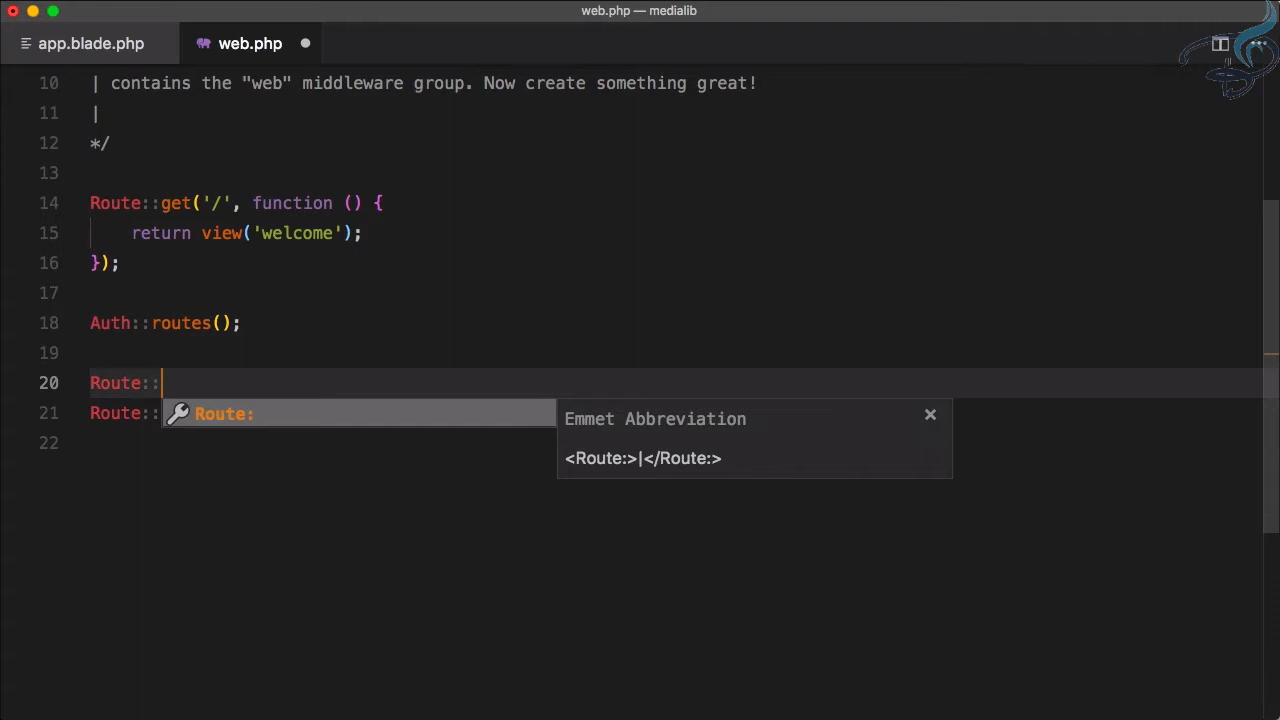 web.php — medialib
app.blade.php
web.php
10 | contains the "web" middleware group. Now create something great!
11 |
12 */
13
14 Route::get('/', function () {
15 return view('welcome');
16 });
17
18 Auth::routes();
19
20 Route::
21 Route::
Route:
Emmet Abbreviation
<Route:>|</Route:>
22